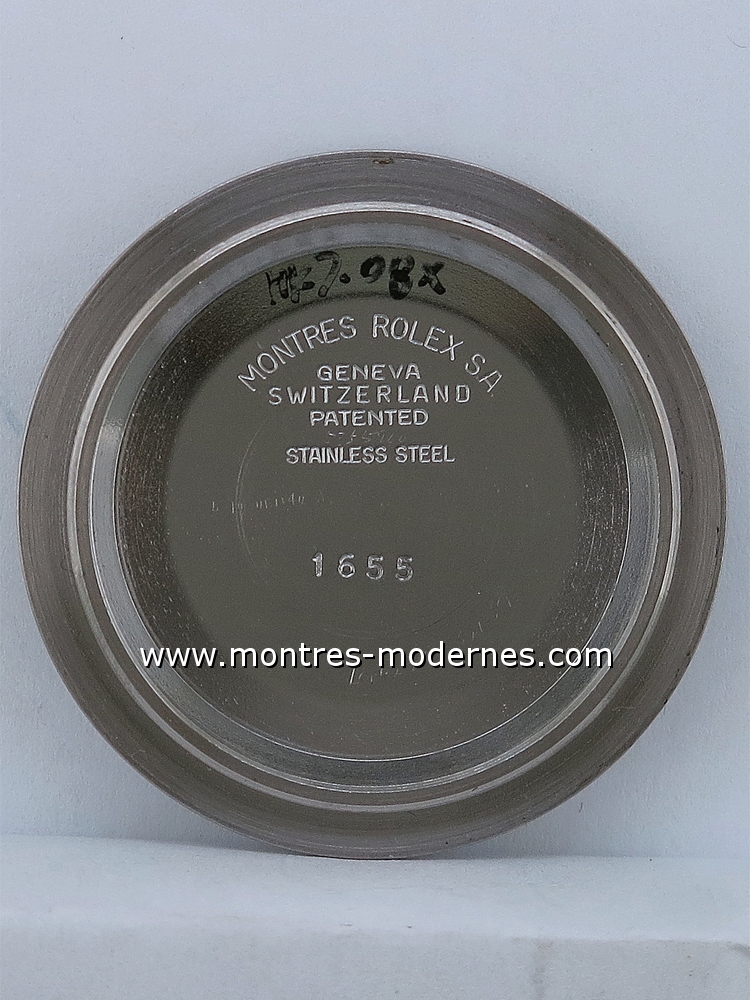 MONTRES ROLEX SA
GENEVA
SWITZERLAND
PATENTED
STAINLESS STEEL
1655
www.montres-modernes.com